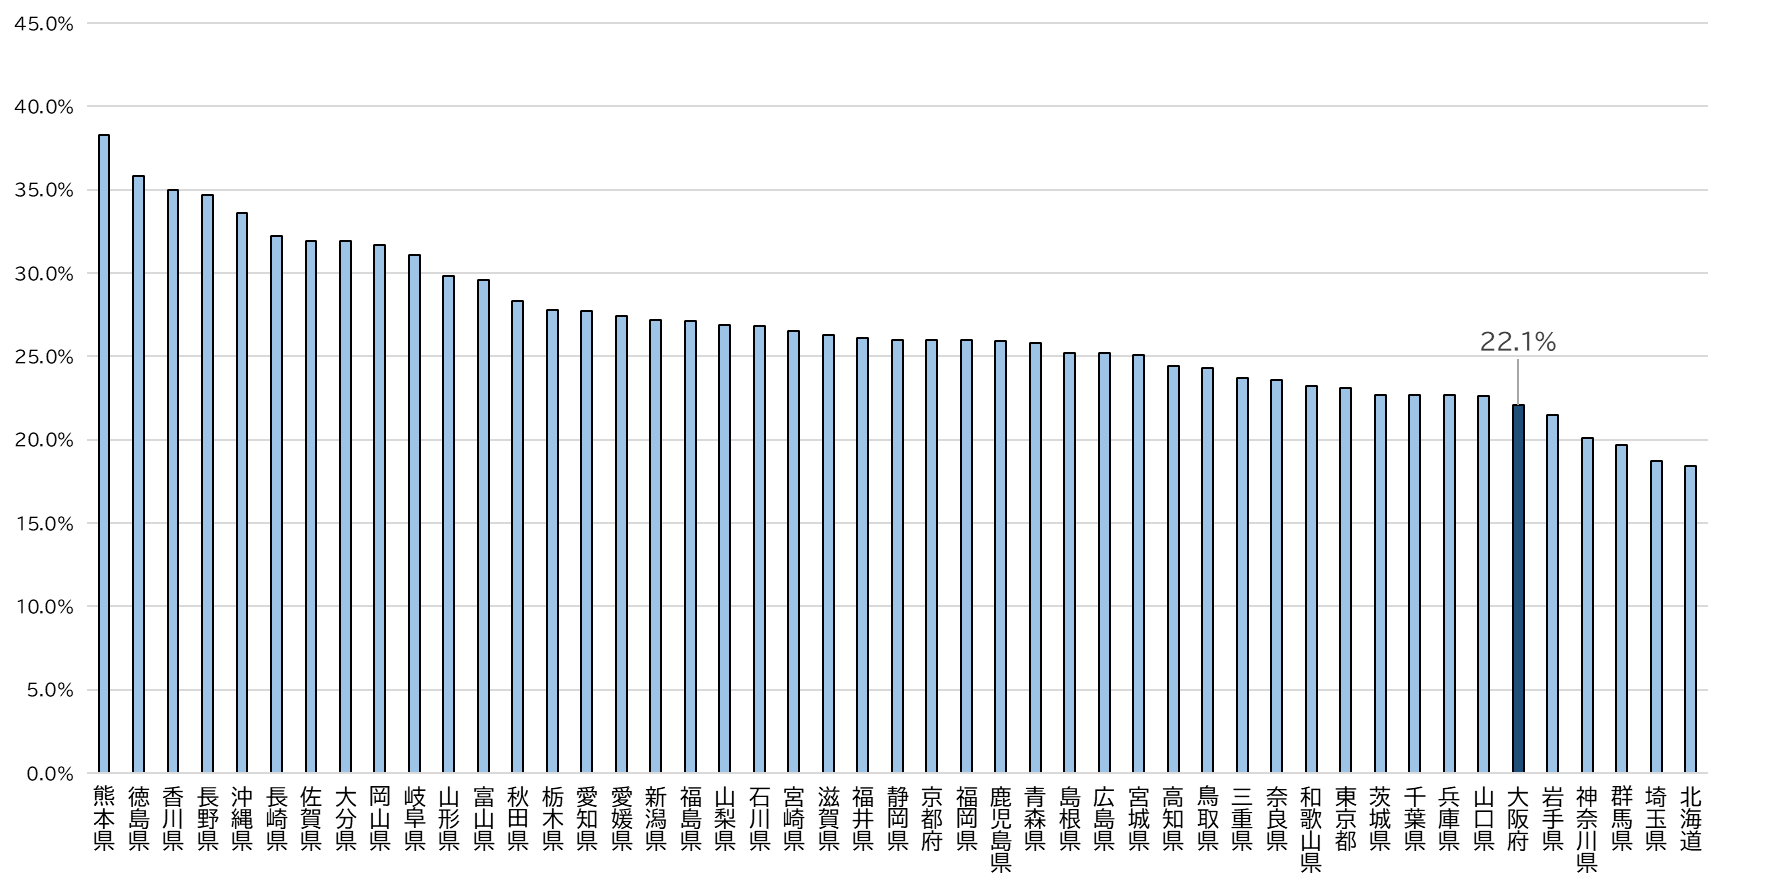 45.0%
40.0%
35.0%
30.0%
25.0%
20.0%
15.0%
10.0%
5.0%
0.0%
22.1%
熊本県
徳島県
香川県
長野県
沖縄県
長崎県
佐賀県
大分県
岡山県
岐阜県
山形県
富山県
秋田県
栃木県
愛知県
愛媛県
新潟県
福島県
山梨県
石川県
宮崎県
滋賀県
福井県
静岡県
京都府
福岡県
鹿児島県
青森県
島根県
広島県
宮城県
高知県
鳥取県
三重県
奈良県
和歌山県
東京都
茨城県
千葉県
兵庫県
山口県
大阪府
岩手県
神奈川県
群馬県
埼玉県
北海道